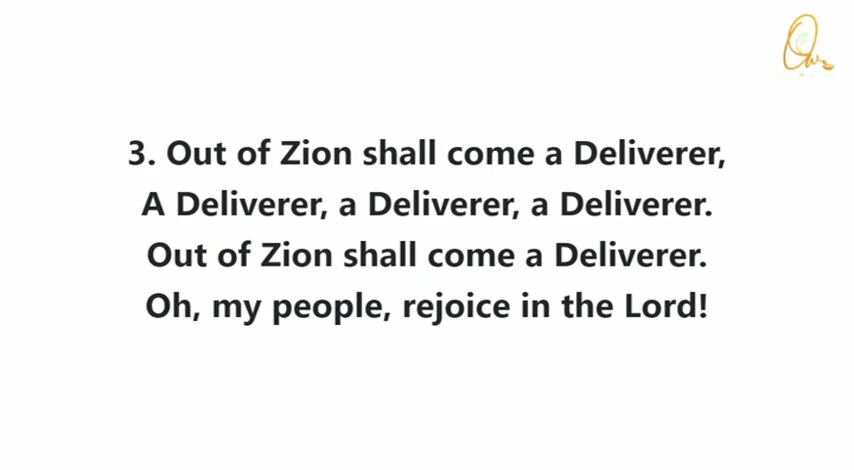 3. Out of Zion shall come a Deliverer,
A Deliverer, a Deliverer, a Deliverer.
Out of Zion shall come a Deliverer.
Oh, my people, rejoice in the Lord!